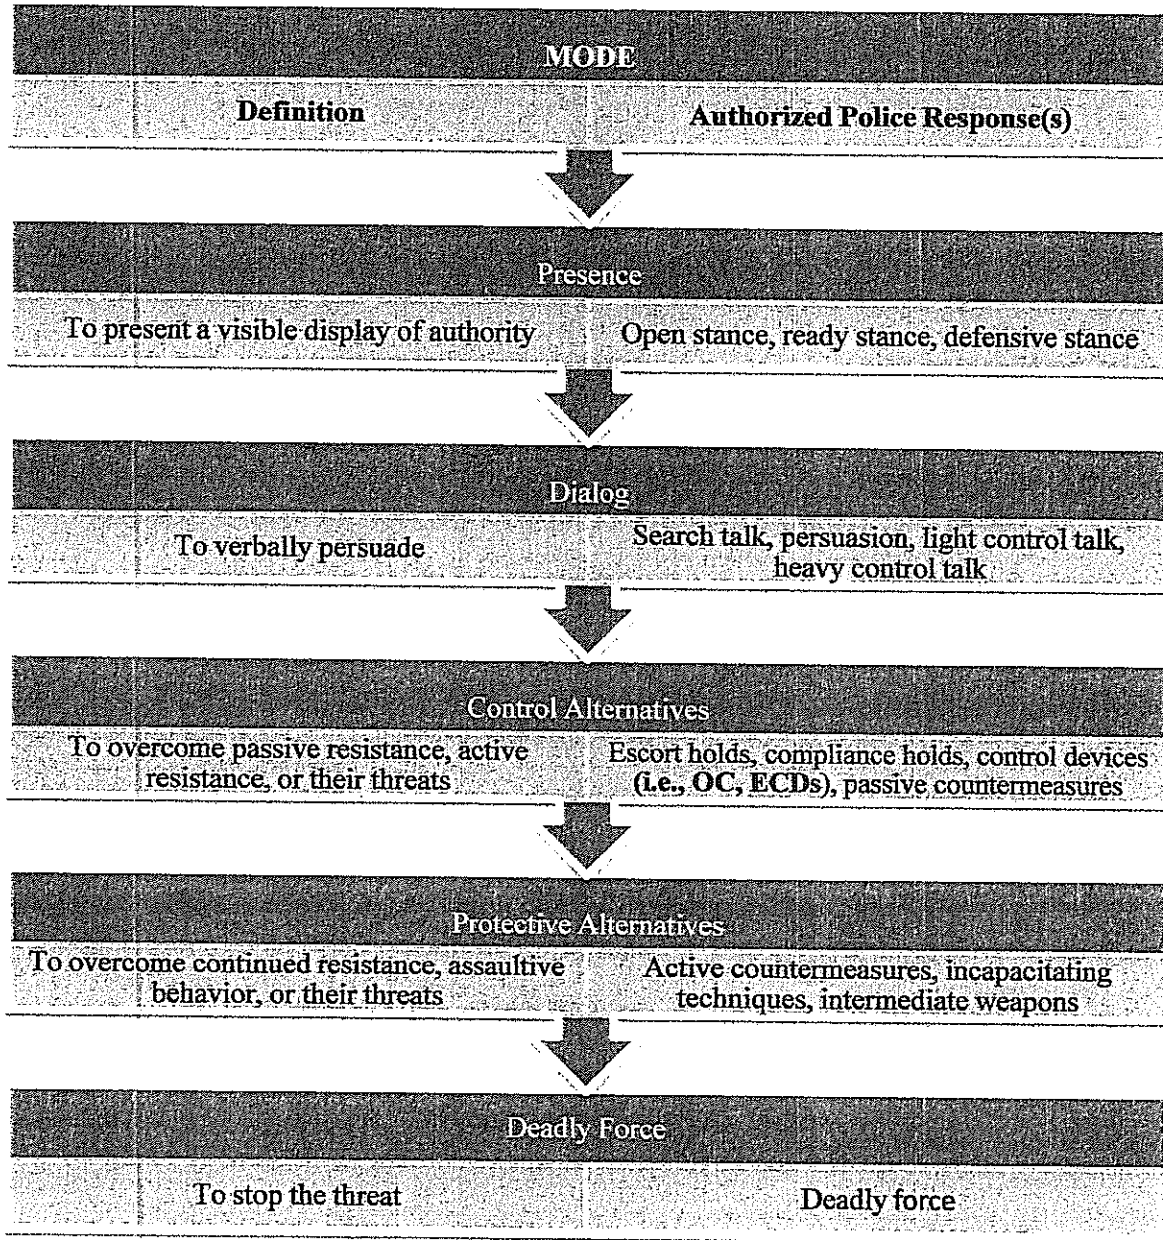 MODE
Definition
Authorized Police Response(s)
Presence
To present a visible display of authority
Open stance, ready stance, defensive stance
Dialog
To verbally persuade
Search talk, persuasion, light control talk,
heavy control talk
Control Alternatives
To overcome passive resistance, active
resistance, or their threats
Escort holds, compliance holds, control devices
(i.e., OC, ECDs), passive countermeasures
Protective Alternatives
To overcome continued resistance, assaultive
behavior, or their threats
Active countermeasures, incapacitating
techniques, intermediate weapons
Deadly Force
To stop the threat
Deadly force